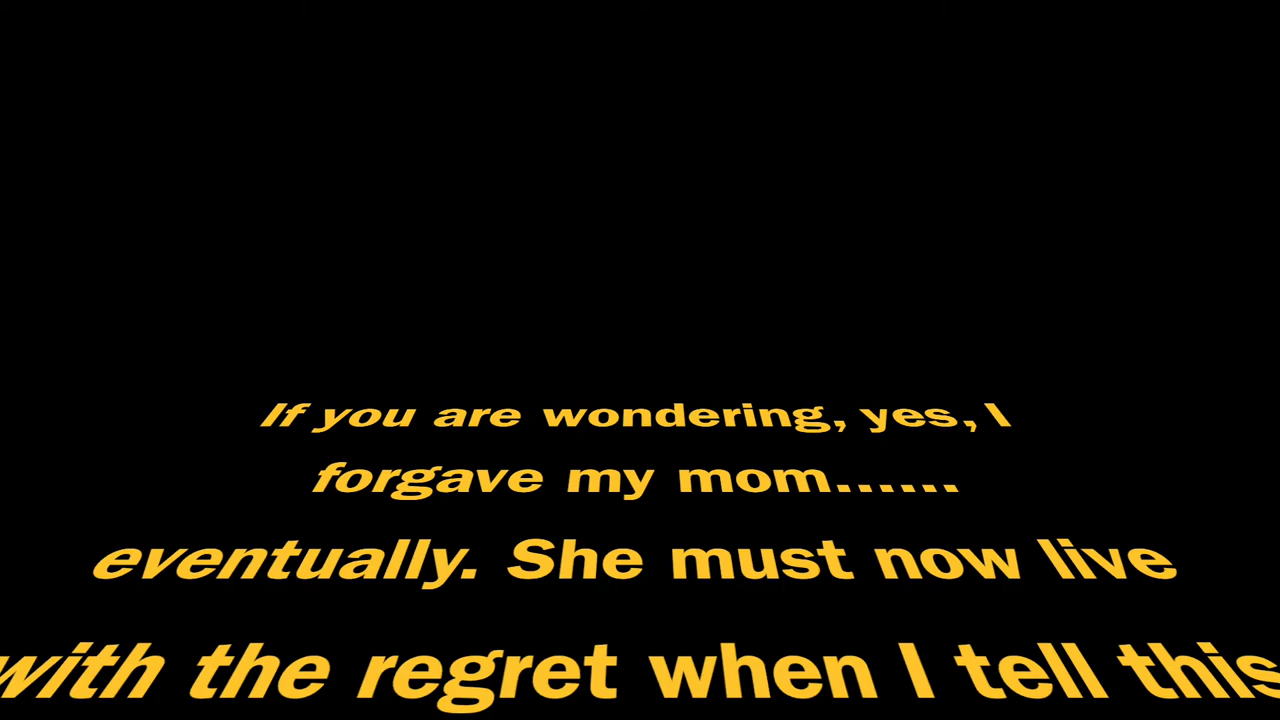 If you are wondering, yes, I
forgave my mom......
eventually. She must now live
with the regret when I tell this